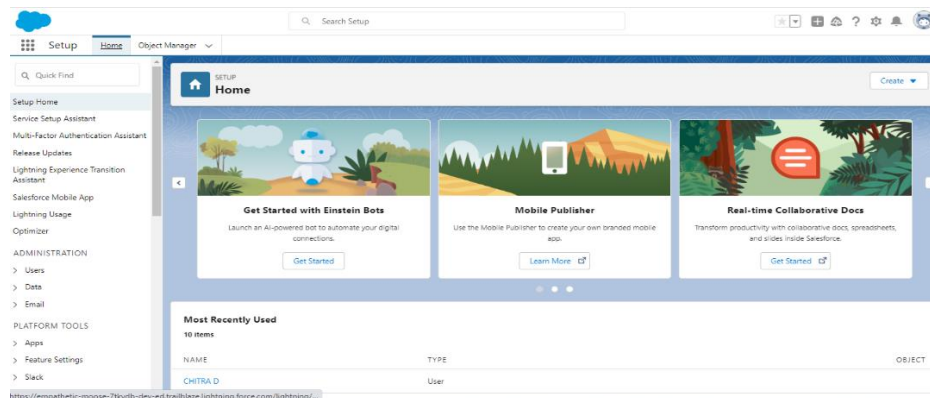 Search Setup
Setup
Home
Object Manager
Quick Find
Setup Home
Service Setup Assistant
Multi-Factor Authentication Assistant
Release Updates
Lightning Experience Transition
Assistant
Salesforce Mobile App
Lightning Usage
Optimizer
ADMINISTRATION
> Users
> Data
> Email
PLATFORM TOOLS
> Apps
> Feature Settings
> Slack
SETUP
Home
Create
Get Started with Einstein Bots
Launch an AI-powered bot to automate your digital
connections.
Get Started
Mobile Publisher
Use the Mobile Publisher to create your own branded mobile
app.
Learn More
Real-time Collaborative Docs
Transform productivity with collaborative docs, spreadsheets,
and slides inside Salesforce.
Get Started
Most Recently Used
10 items
NAME TYPE OBJECT
CHITRA D User